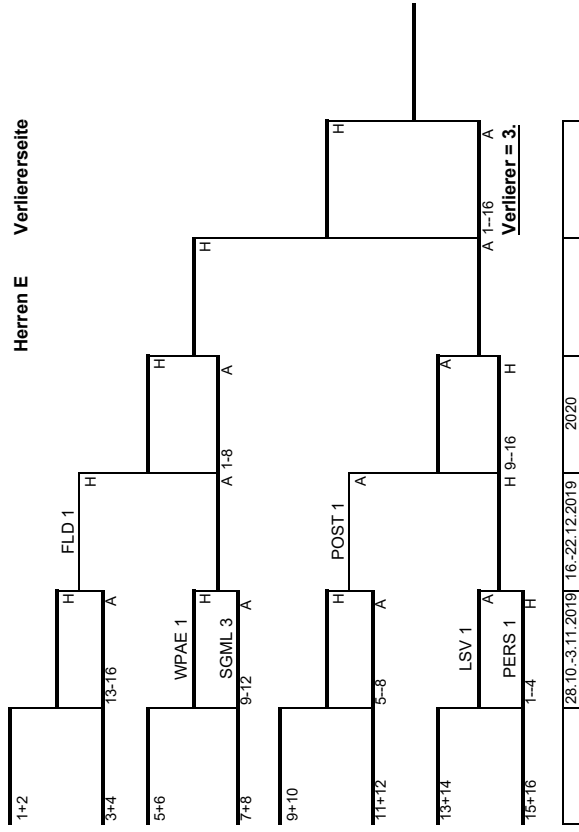 Herren E Verliererseite
1+2
3+4
5+6
7+8
9+10
11+12
13+14
15+16
H
A
13-16
WPAE 1
H
SGML 3
A
9-12
H
A
5--8
LSV 1
A
PERS 1
H
1--4
FLD 1
H
A
1-8
POST 1
A
H
9--16
H
A
A
H
H
A
1--16
H
A
Verlierer = 3.
28.10.-3.11.2019
16.-22.12.2019
2020